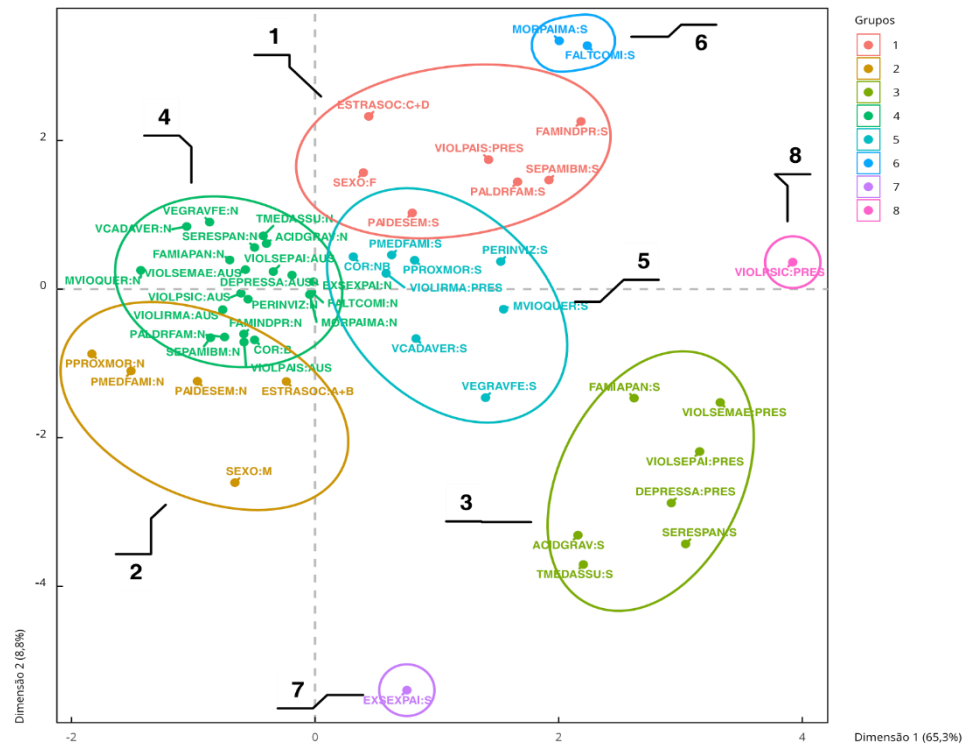 Grupos
1
2
3
4
5
6
7
8
1
6
MORPAIMA:S
FALTCOMI:S
4
ESTRASOC:C+D
FAMINDPR:S
VIOLPAIS:PRES
8
SEPAMIBM:S
SEXO:F
PALDRFAM:S
PAIDESEM:S
VEGRAVFE:N
TMEDASSU:N
VCADAVER:N
SERESPAN:N
ACIDGRAV:N
PMEDFAMI:S
PERINVIZ:S
FAMIAPAN:N
VIOLSEPAI:AUS
COR:NB
PPROXMOR:S
5
MVIOQUER:N
VIOLSEMAE:AUS
VIOLPSIC:PRES
DEPRESSA:AUS
EXSEXPAI:N
VIOLIRMA:PRES
VIOLPSIC:AUS
PERINVIZ:N
FALTCOMI:N
MVIOQUER:S
VIOLIRMA:AUS
FAMINDPR:N
MORPAIMA:N
PALDRFAM:N
SEPAMIBM:N
COR:B
VCADAVER:S
PPROXMOR:N
VIOLPAIS:AUS
PMEDFAMI:N
PAIDESEM:N
ESTRASOC:A+B
VEGRAVFE:S
FAMIAPAN:S
VIOLSEMAE:PRES
SEXO:M
VIOLSEPAI:PRES
DEPRESSA:PRES
3
2
ACIDGRAV:S
SERESPAN:S
TMEDASSU:S
7
EXSEXPAI:S
2
0
-2
-4
Dimensão 2 (8,8%)
-2
0
2
4
Dimensão 1 (65,3%)